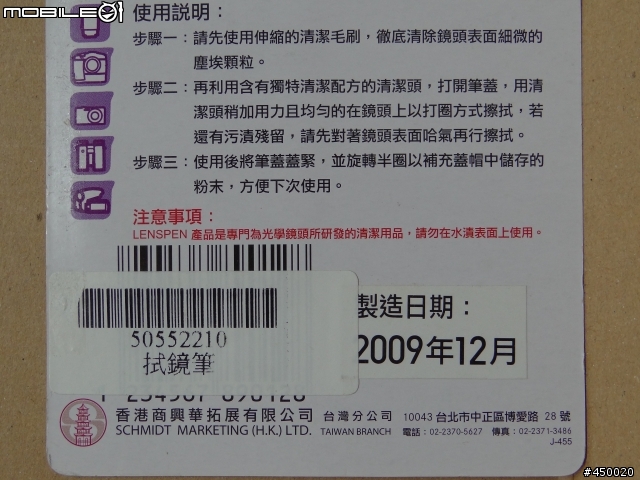 MOBILE01
使用說明：
步驟一：請先使用伸縮的清潔毛刷，徹底清除鏡頭表面細微的
塵埃顆粒。
步驟二：再利用含有獨特清潔配方的清潔頭，打開筆蓋，用清
潔頭稍加用力且均勻的在鏡頭上以打圈方式擦拭，若
還有污漬殘留，請先對著鏡頭表面哈氣再行擦拭。
步驟三：使用後將筆蓋蓋緊，並旋轉半圈以補充蓋帽中儲存的
粉末，方便下次使用。
注意事項：
LENSPEN 產品是專門為光學鏡頭所研發的清潔用品，請勿在水漬表面上使用。
50552210
拭鏡筆
製造日期：
2009年12月
1 234567 890128
香港商興華拓展有限公司 台灣分公司 10043 台北市中正區博愛路 28 號
SCHMIDT MARKETING (H.K.) LTD. TAIWAN BRANCH 電話：02-2370-5627 傳真：02-2371-3486
J-455
#450020